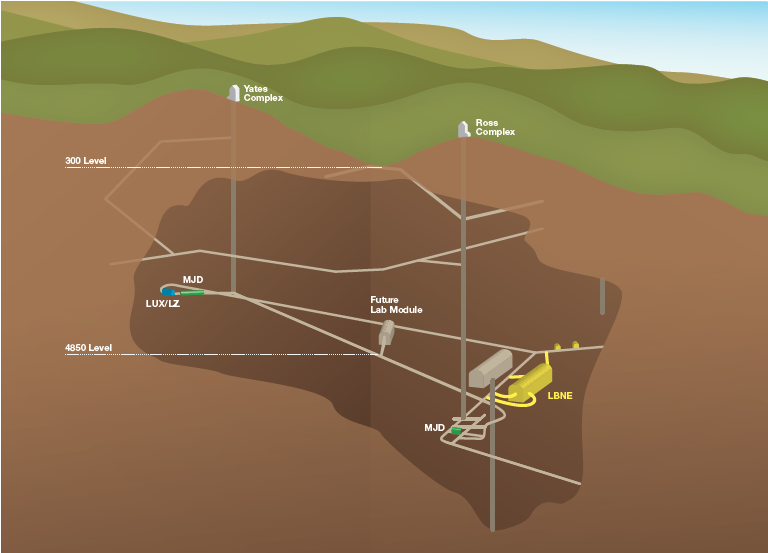 Yates
Complex
Ross
Complex
300 Level
MJD
LUX/LZ
Future
Lab Module
4850 Level
LBNE
MJD